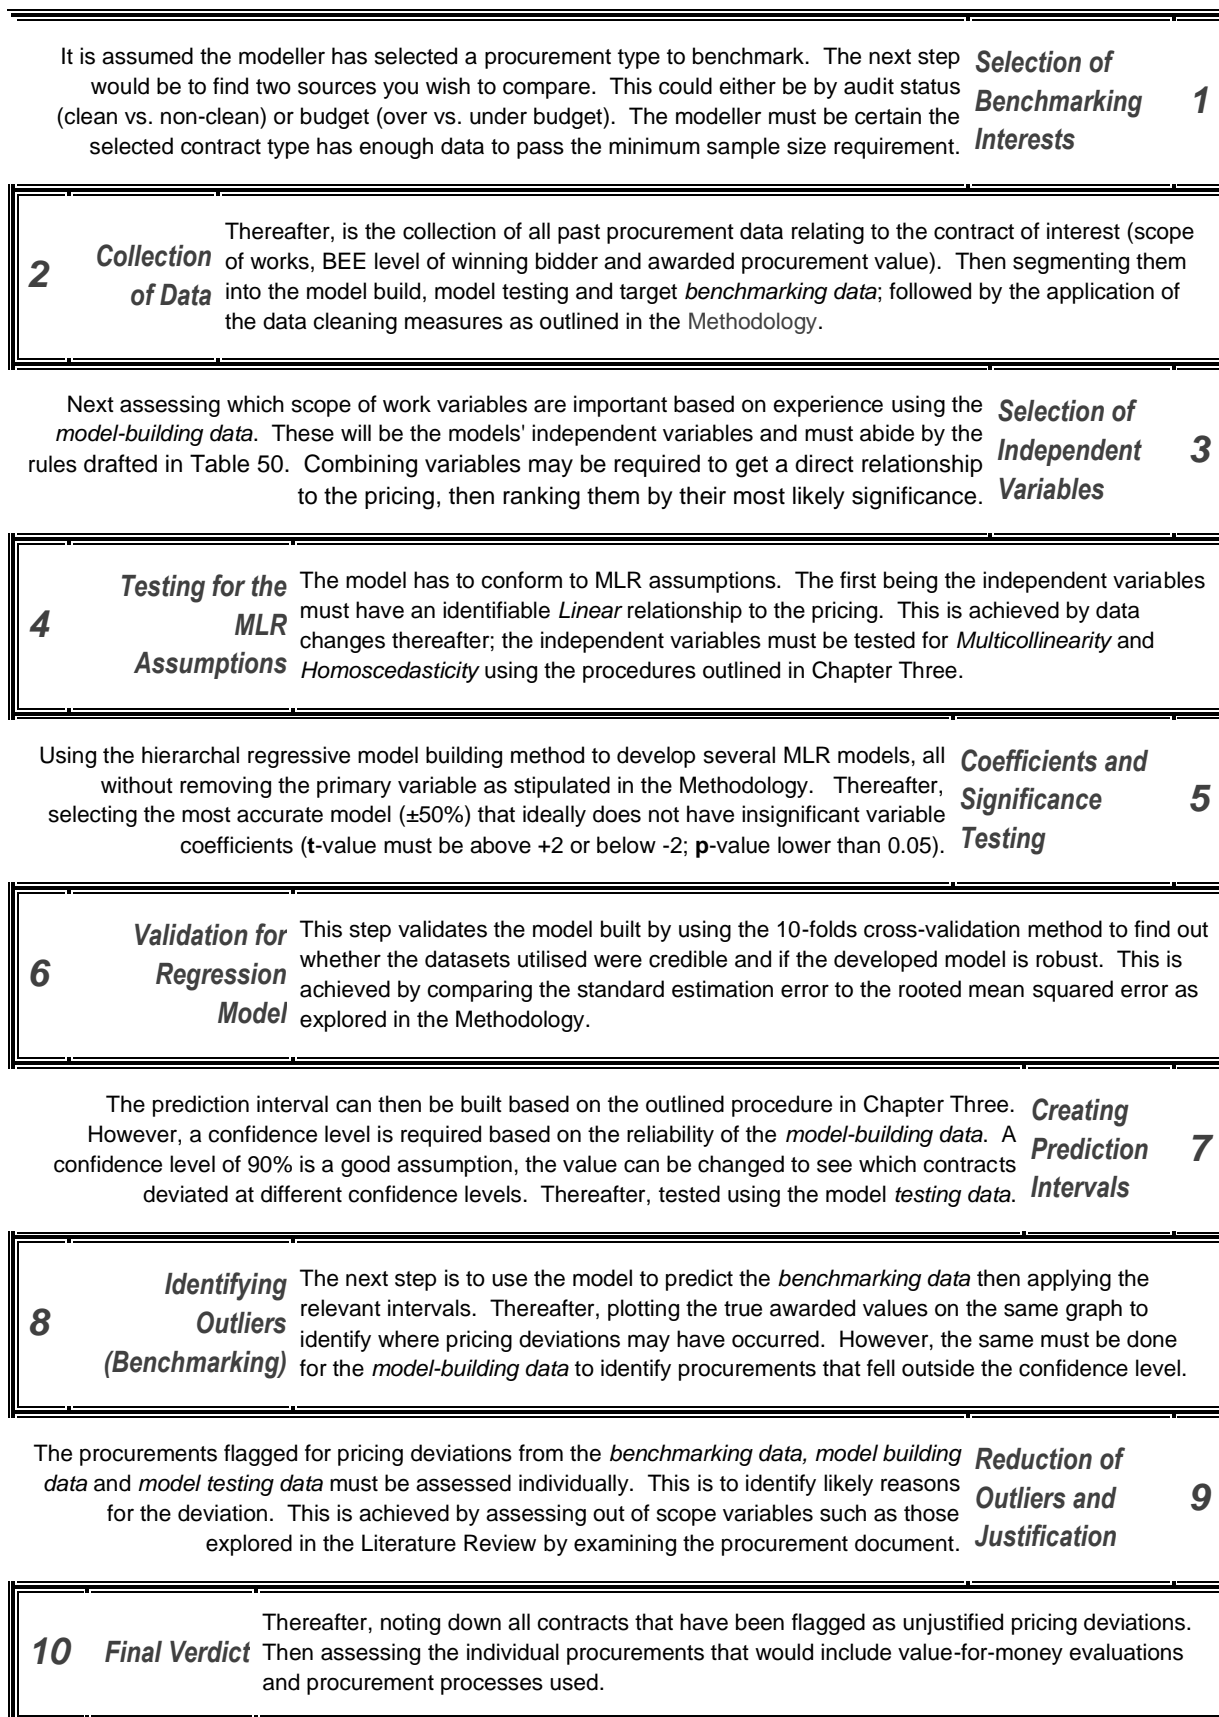 It is assumed the modeller has selected a procurement type to benchmark.  The next step
would be to find two sources you wish to compare.  This could either be by audit status
(clean vs. non-clean) or budget (over vs. under budget).  The modeller must be certain the
selected contract type has enough data to pass the minimum sample size requirement.
Selection of
Benchmarking
Interests
1
2
Collection
of Data
Thereafter, is the collection of all past procurement data relating to the contract of interest (scope
of works, BEE level of winning bidder and awarded procurement value).  Then segmenting them
into the model build, model testing and target benchmarking data; followed by the application of
the data cleaning measures as outlined in the Methodology.
Next assessing which scope of work variables are important based on experience using the
model-building data.  These will be the models' independent variables and must abide by the
rules drafted in Table 50.  Combining variables may be required to get a direct relationship
to the pricing, then ranking them by their most likely significance.
Selection of
Independent
Variables
3
4
Testing for the
MLR
Assumptions
The model has to conform to MLR assumptions.  The first being the independent variables
must have an identifiable Linear relationship to the pricing.  This is achieved by data
changes thereafter; the independent variables must be tested for Multicollinearity and
Homoscedasticity using the procedures outlined in Chapter Three.
Using the hierarchal regressive model building method to develop several MLR models, all
without removing the primary variable as stipulated in the Methodology.  Thereafter,
selecting the most accurate model (±50%) that ideally does not have insignificant variable
coefficients (t-value must be above +2 or below -2; p-value lower than 0.05).
Coefficients and
Significance
Testing
5
6
Validation for
Regression
Model
This step validates the model built by using the 10-folds cross-validation method to find out
whether the datasets utilised were credible and if the developed model is robust.  This is
achieved by comparing the standard estimation error to the rooted mean squared error as
explored in the Methodology.
The prediction interval can then be built based on the outlined procedure in Chapter Three.
However, a confidence level is required based on the reliability of the model-building data.  A
confidence level of 90% is a good assumption, the value can be changed to see which contracts
deviated at different confidence levels.  Thereafter, tested using the model testing data.
Creating
Prediction
Intervals
7
8
Identifying
Outliers
(Benchmarking)
The next step is to use the model to predict the benchmarking data then applying the
relevant intervals.  Thereafter, plotting the true awarded values on the same graph to
identify where pricing deviations may have occurred.  However, the same must be done
for the model-building data to identify procurements that fell outside the confidence level.
The procurements flagged for pricing deviations from the benchmarking data, model building
data and model testing data must be assessed individually.  This is to identify likely reasons
for the deviation.  This is achieved by assessing out of scope variables such as those
explored in the Literature Review by examining the procurement document.
Reduction of
Outliers and
Justification
9
10
Final Verdict
Thereafter, noting down all contracts that have been flagged as unjustified pricing deviations.
Then assessing the individual procurements that would include value-for-money evaluations
and procurement processes used.